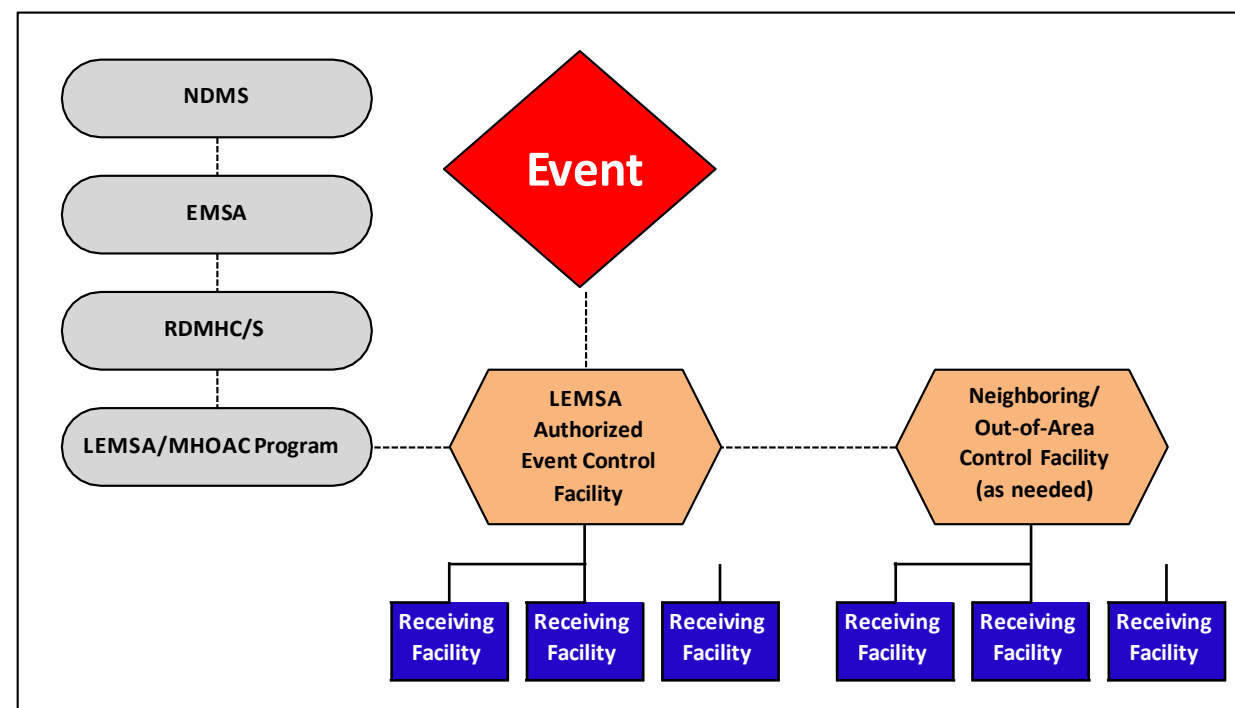 NDMS
EMSA
RDMHC/S
LEMSA/MHOAC Program
Event
LEMSA
Authorized
Event Control
Facility
Neighboring/
Out-of-Area
Control Facility
(as needed)
Receiving
Facility
Receiving
Facility
Receiving
Facility
Receiving
Facility
Receiving
Facility
Receiving
Facility